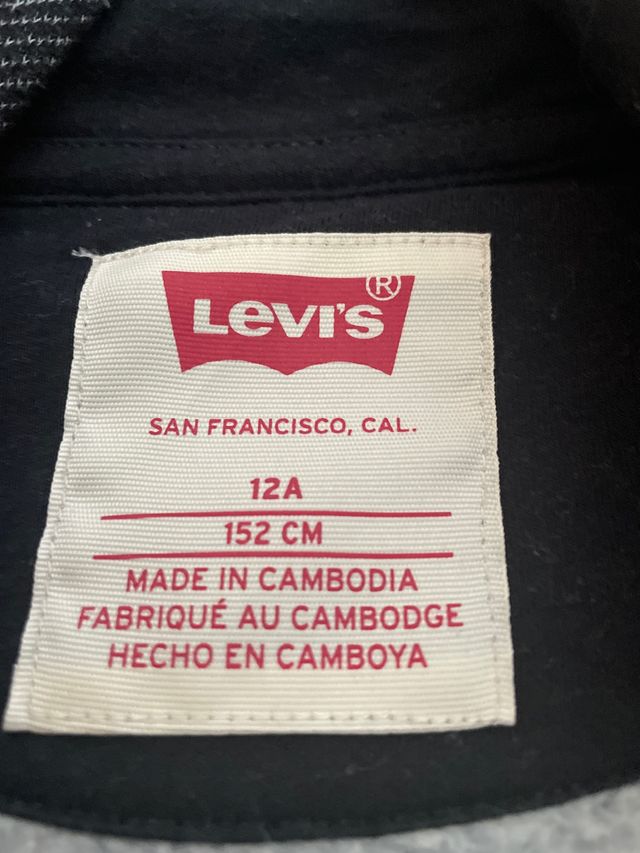 Levi's ®
SAN FRANCISCO, CAL.
12A
152 CM
MADE IN CAMBODIA
FABRIQUÉ AU CAMBODGE
HECHO EN CAMBOYA